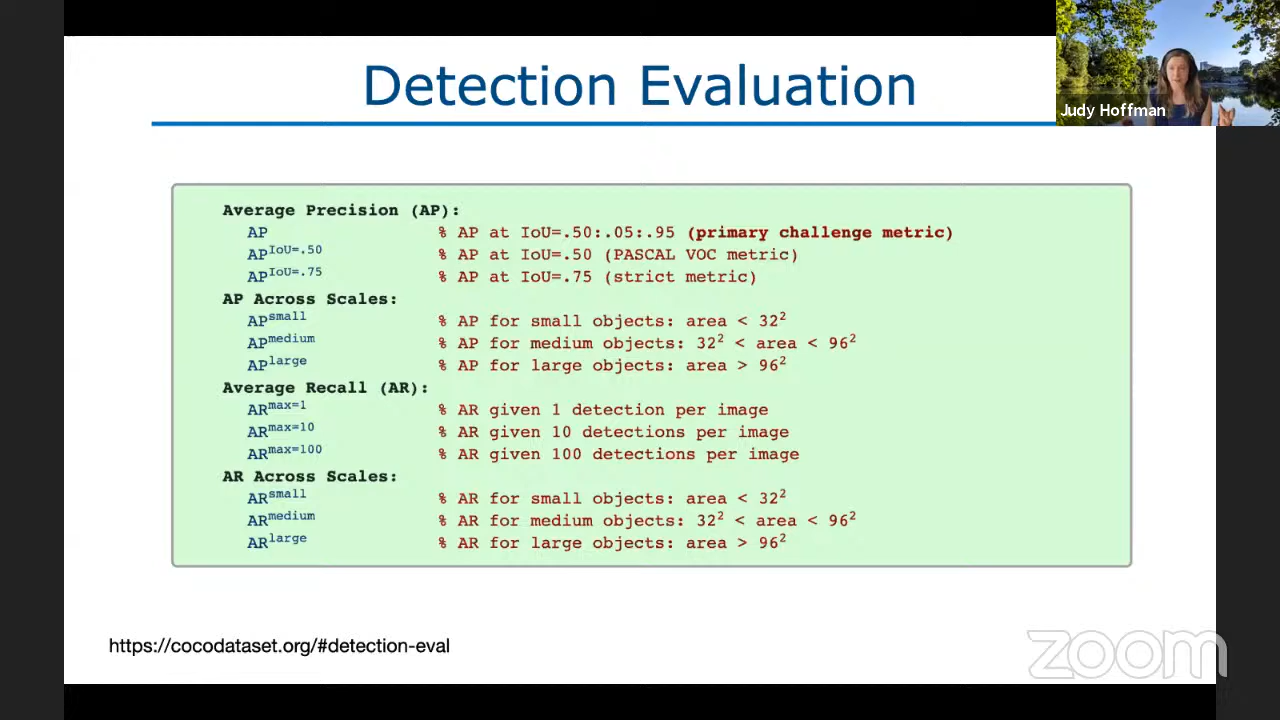 Detection Evaluation
Judy Hoffman
Average Precision (AP):
AP % AP at IoU=.50:.05:.95 (primary challenge metric)
AP^IoU=.50 % AP at IoU=.50 (PASCAL VOC metric)
AP^IoU=.75 % AP at IoU=.75 (strict metric)
AP Across Scales:
AP^small % AP for small objects: area < 32²
AP^medium % AP for medium objects: 32² < area < 96²
AP^large % AP for large objects: area > 96²
Average Recall (AR):
AR^max=1 % AR given 1 detection per image
AR^max=10 % AR given 10 detections per image
AR^max=100 % AR given 100 detections per image
AR Across Scales:
AR^small % AR for small objects: area < 32²
AR^medium % AR for medium objects: 32² < area < 96²
AR^large % AR for large objects: area > 96²
https://cocodataset.org/#detection-eval
zoom